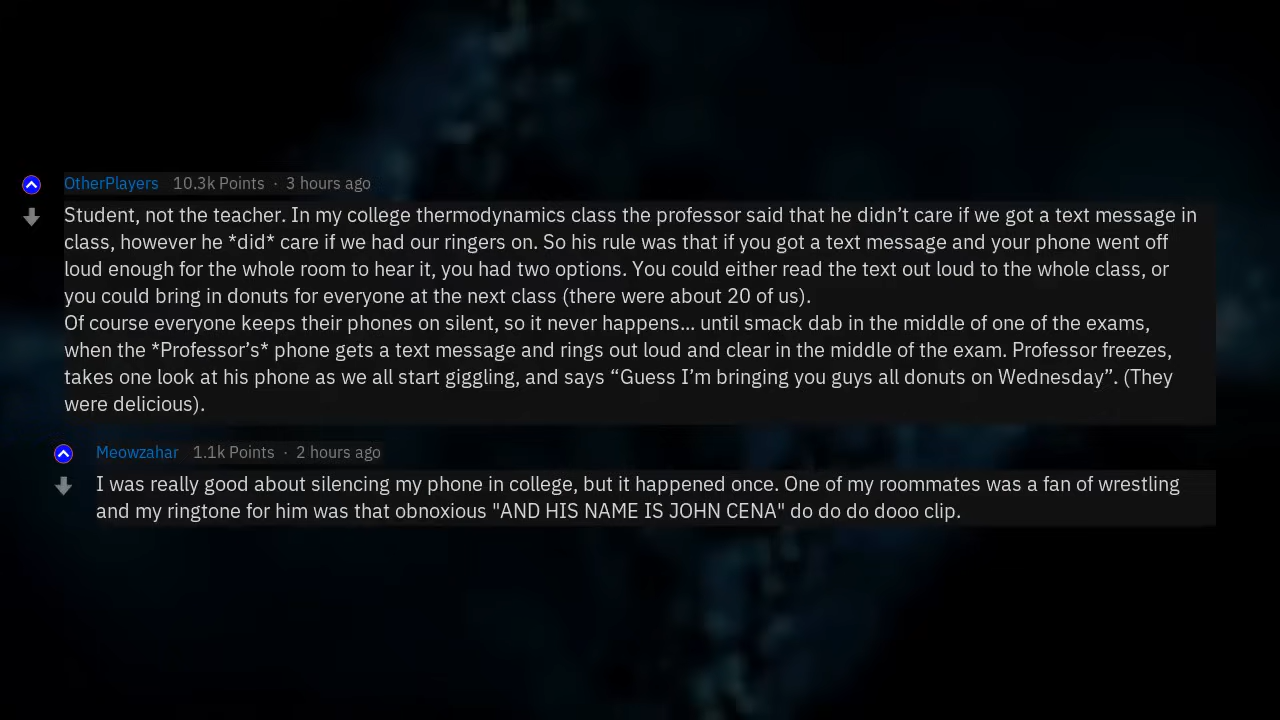 OtherPlayers 10.3k Points · 3 hours ago
Student, not the teacher. In my college thermodynamics class the professor said that he didn’t care if we got a text message in
class, however he *did* care if we had our ringers on. So his rule was that if you got a text message and your phone went off
loud enough for the whole room to hear it, you had two options. You could either read the text out loud to the whole class, or
you could bring in donuts for everyone at the next class (there were about 20 of us).
Of course everyone keeps their phones on silent, so it never happens... until smack dab in the middle of one of the exams,
when the *Professor’s* phone gets a text message and rings out loud and clear in the middle of the exam. Professor freezes,
takes one look at his phone as we all start giggling, and says “Guess I’m bringing you guys all donuts on Wednesday”. (They
were delicious).
Meowzahar 1.1k Points · 2 hours ago
I was really good about silencing my phone in college, but it happened once. One of my roommates was a fan of wrestling
and my ringtone for him was that obnoxious "AND HIS NAME IS JOHN CENA" do do do dooo clip.